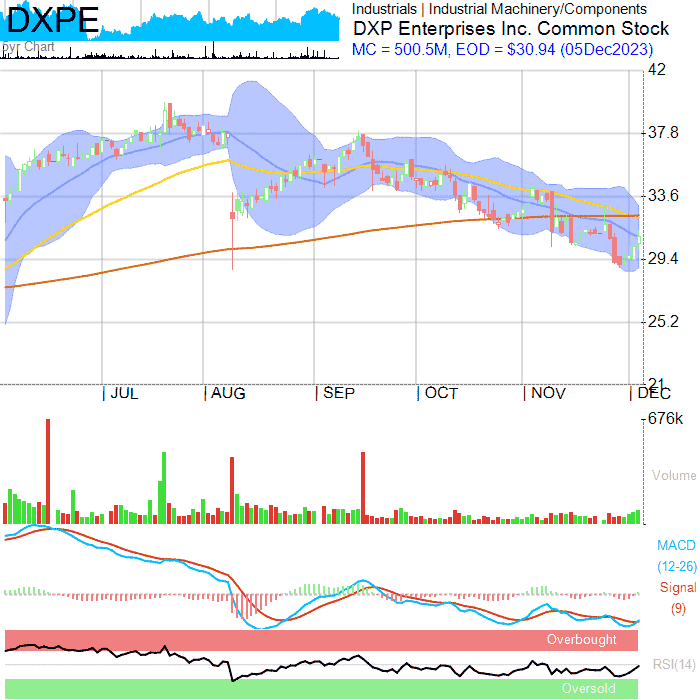 DXPE
5yr Chart
Industrials | Industrial Machinery/Components
DXP Enterprises Inc. Common Stock
MC = 500.5M, EOD = $30.94 (05Dec2023)
42
37.8
33.6
29.4
25.2
21
| JUL | AUG | SEP | OCT | NOV | DEC
676k
Volume
MACD
(12-26)
Signal
(9)
Overbought
RSI(14)
Oversold